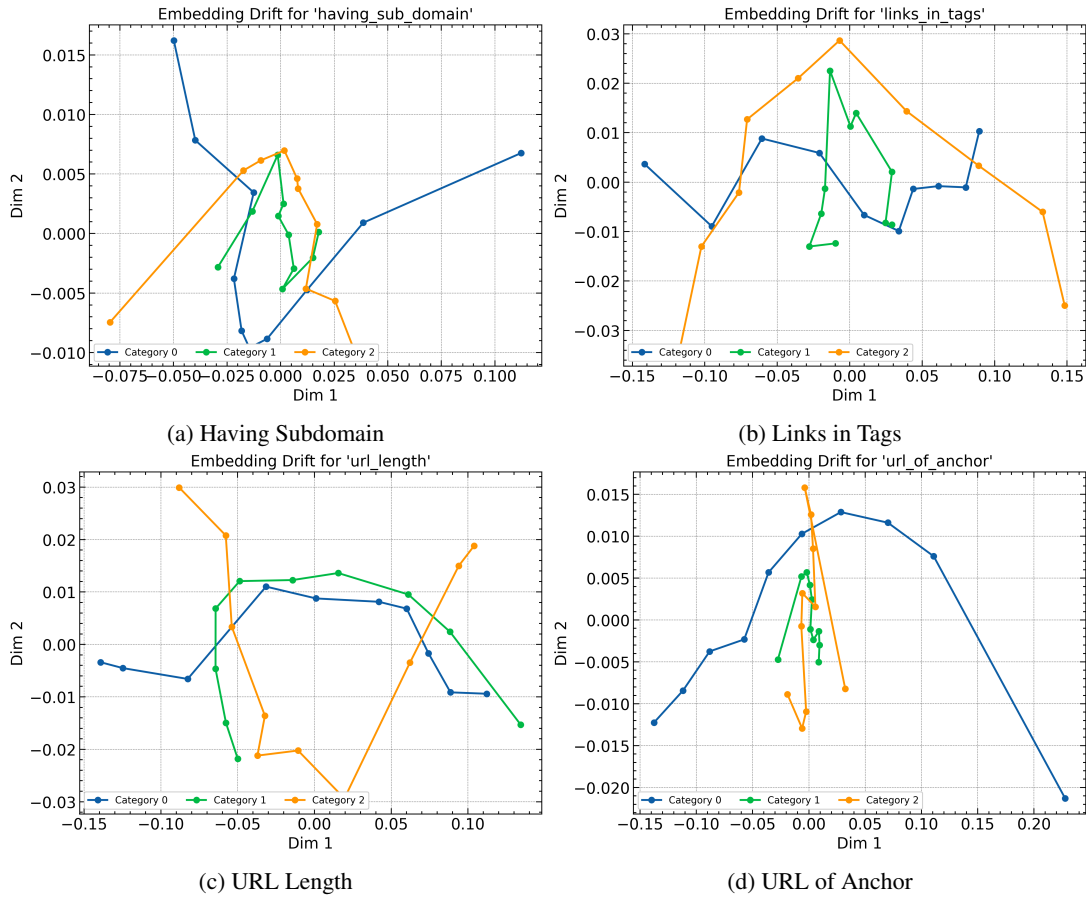 Embedding Drift for 'having_sub_domain'
0.015
0.010
0.005
0.000
−0.005
−0.010
Dim 2
Category 0 Category 1 Category 2
−0.075 −0.050 −0.025 0.000 0.025 0.050 0.075 0.100
Dim 1
(a) Having Subdomain
Embedding Drift for 'links_in_tags'
0.03
0.02
0.01
0.00
−0.01
−0.02
−0.03
Dim 2
Category 0 Category 1 Category 2
−0.15 −0.10 −0.05 0.00 0.05 0.10 0.15
Dim 1
(b) Links in Tags
Embedding Drift for 'url_length'
0.03
0.02
0.01
0.00
−0.01
−0.02
−0.03
Dim 2
Category 0 Category 1 Category 2
−0.15 −0.10 −0.05 0.00 0.05 0.10
Dim 1
(c) URL Length
Embedding Drift for 'url_of_anchor'
0.015
0.010
0.005
0.000
−0.005
−0.010
−0.015
−0.020
Dim 2
Category 0 Category 1 Category 2
−0.15 −0.10 −0.05 0.00 0.05 0.10 0.15 0.20
Dim 1
(d) URL of Anchor